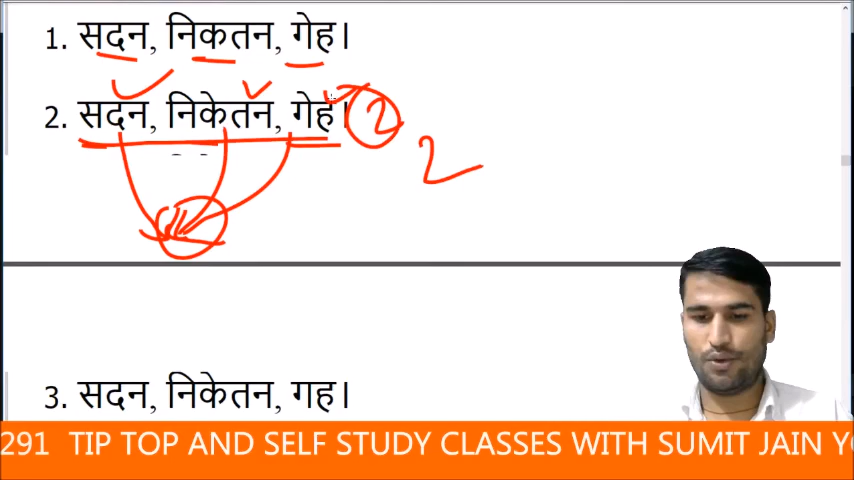 1. सदन, निकतन, गेह।
2. सदन, निकेतन, गेह। 2
2
3. सदन, निकेतन, गह।
291 TIP TOP AND SELF STUDY CLASSES WITH SUMIT JAIN Y